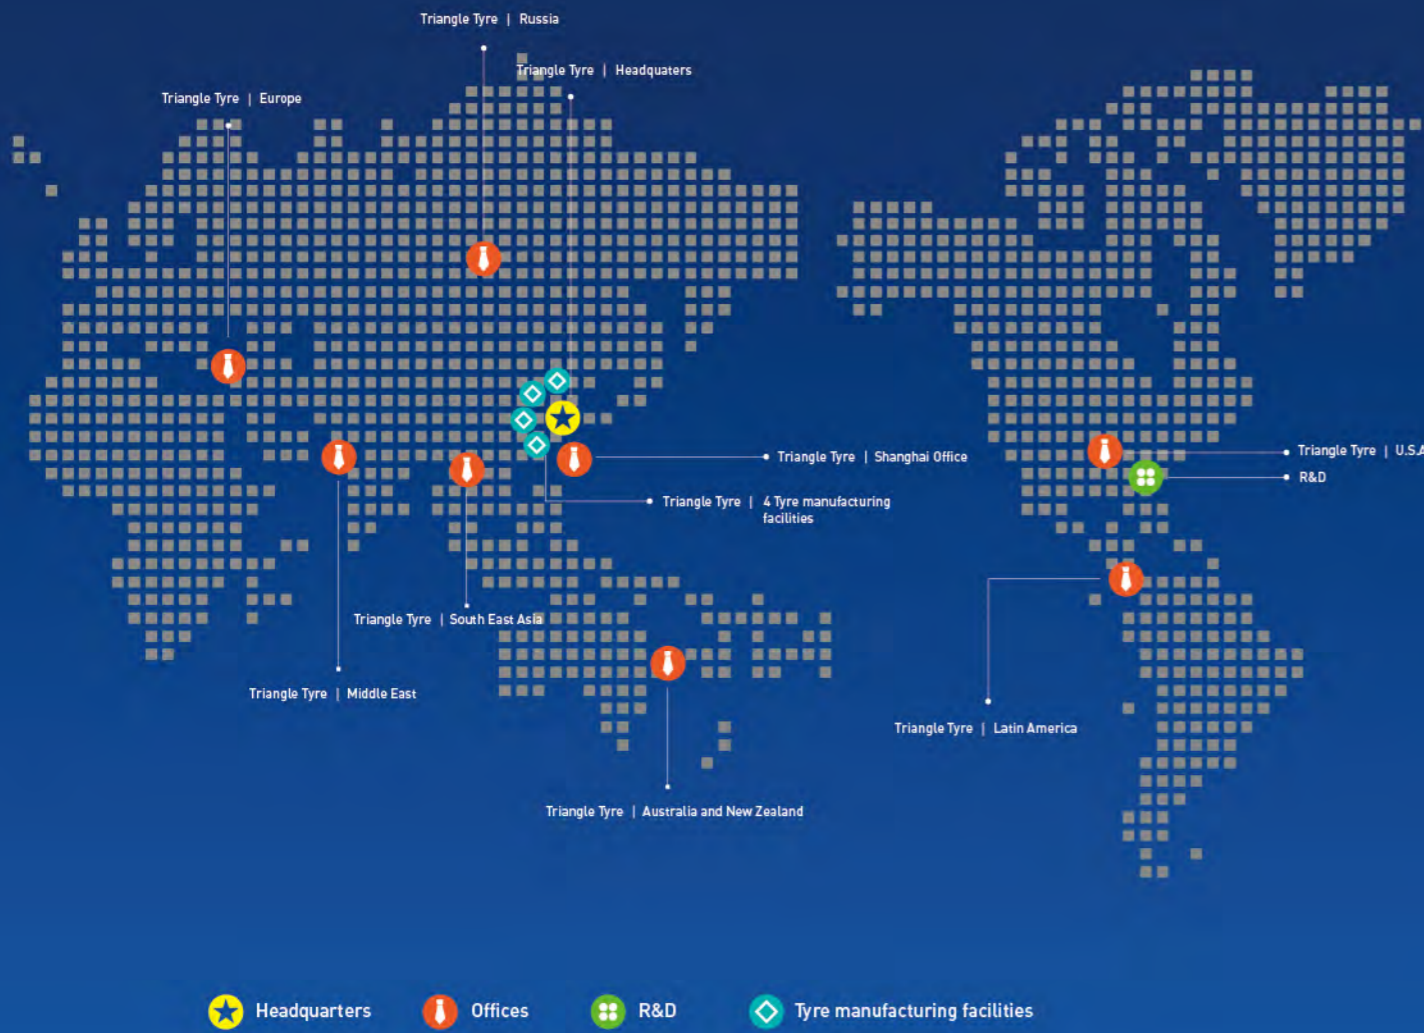 Triangle Tyre | Russia
Triangle Tyre | Headquaters
Triangle Tyre | Europe
Triangle Tyre | Shanghai Office
Triangle Tyre | U.S.A
R&D
Triangle Tyre | 4 Tyre manufacturing
facilities
Triangle Tyre | South East Asia
Triangle Tyre | Middle East
Triangle Tyre | Latin America
Triangle Tyre | Australia and New Zealand
Headquarters
Offices
R&D
Tyre manufacturing facilities